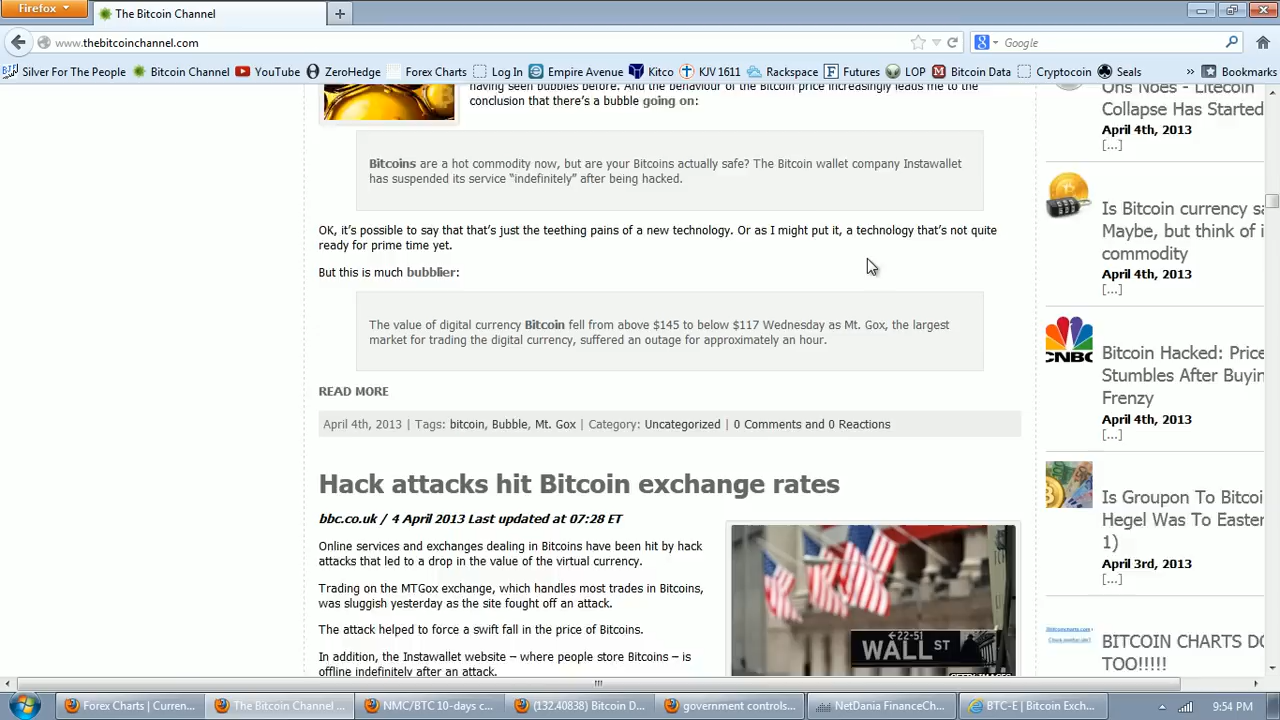 Firefox
The Bitcoin Channel
www.thebitcoinchannel.com
Google
Silver For The People
Bitcoin Channel
YouTube
ZeroHedge
Forex Charts
Log In
Empire Avenue
Kitco
KJV 1611
Rackspace
Futures
LOP
Bitcoin Data
Cryptocoin
Seals
»
Bookmarks
having seen bubbles before. And the behaviour of the Bitcoin price increasingly leads me to the
conclusion that there's a bubble going on:
Bitcoins are a hot commodity now, but are your Bitcoins actually safe? The Bitcoin wallet company Instawallet
has suspended its service “indefinitely” after being hacked.
OK, it's possible to say that that's just the teething pains of a new technology. Or as I might put it, a technology that's not quite
ready for prime time yet.
But this is much bubblier:
The value of digital currency Bitcoin fell from above $145 to below $117 Wednesday as Mt. Gox, the largest
market for trading the digital currency, suffered an outage for approximately an hour.
READ MORE
April 4th, 2013 | Tags: bitcoin, Bubble, Mt. Gox | Category: Uncategorized | 0 Comments and 0 Reactions
Hack attacks hit Bitcoin exchange rates
bbc.co.uk / 4 April 2013 Last updated at 07:28 ET
Online services and exchanges dealing in Bitcoins have been hit by hack
attacks that led to a drop in the value of the virtual currency.
Trading on the MTGox exchange, which handles most trades in Bitcoins,
was sluggish yesterday as the site fought off an attack.
The attack helped to force a swift fall in the price of Bitcoins.
In addition, the Instawallet website – where people store Bitcoins – is
offline indefinitely after an attack.
←22-51
WALL ST
Ons Noes - Litecoin
Collapse Has Started
April 4th, 2013
[...]
Is Bitcoin currency sa
Maybe, but think of i
commodity
April 4th, 2013
[...]
CNBC
Bitcoin Hacked: Price
Stumbles After Buyin
Frenzy
April 4th, 2013
[...]
Is Groupon To Bitcoi
Hegel Was To Easter
1)
April 3rd, 2013
[...]
BITCOIN CHARTS DO
TOO!!!!!
Forex Charts | Curren...
The Bitcoin Channel ...
NMC/BTC 10-days c...
(132.40838) Bitcoin D...
government controls...
NetDania FinanceCh...
BTC-E | Bitcoin Exch...
9:54 PM